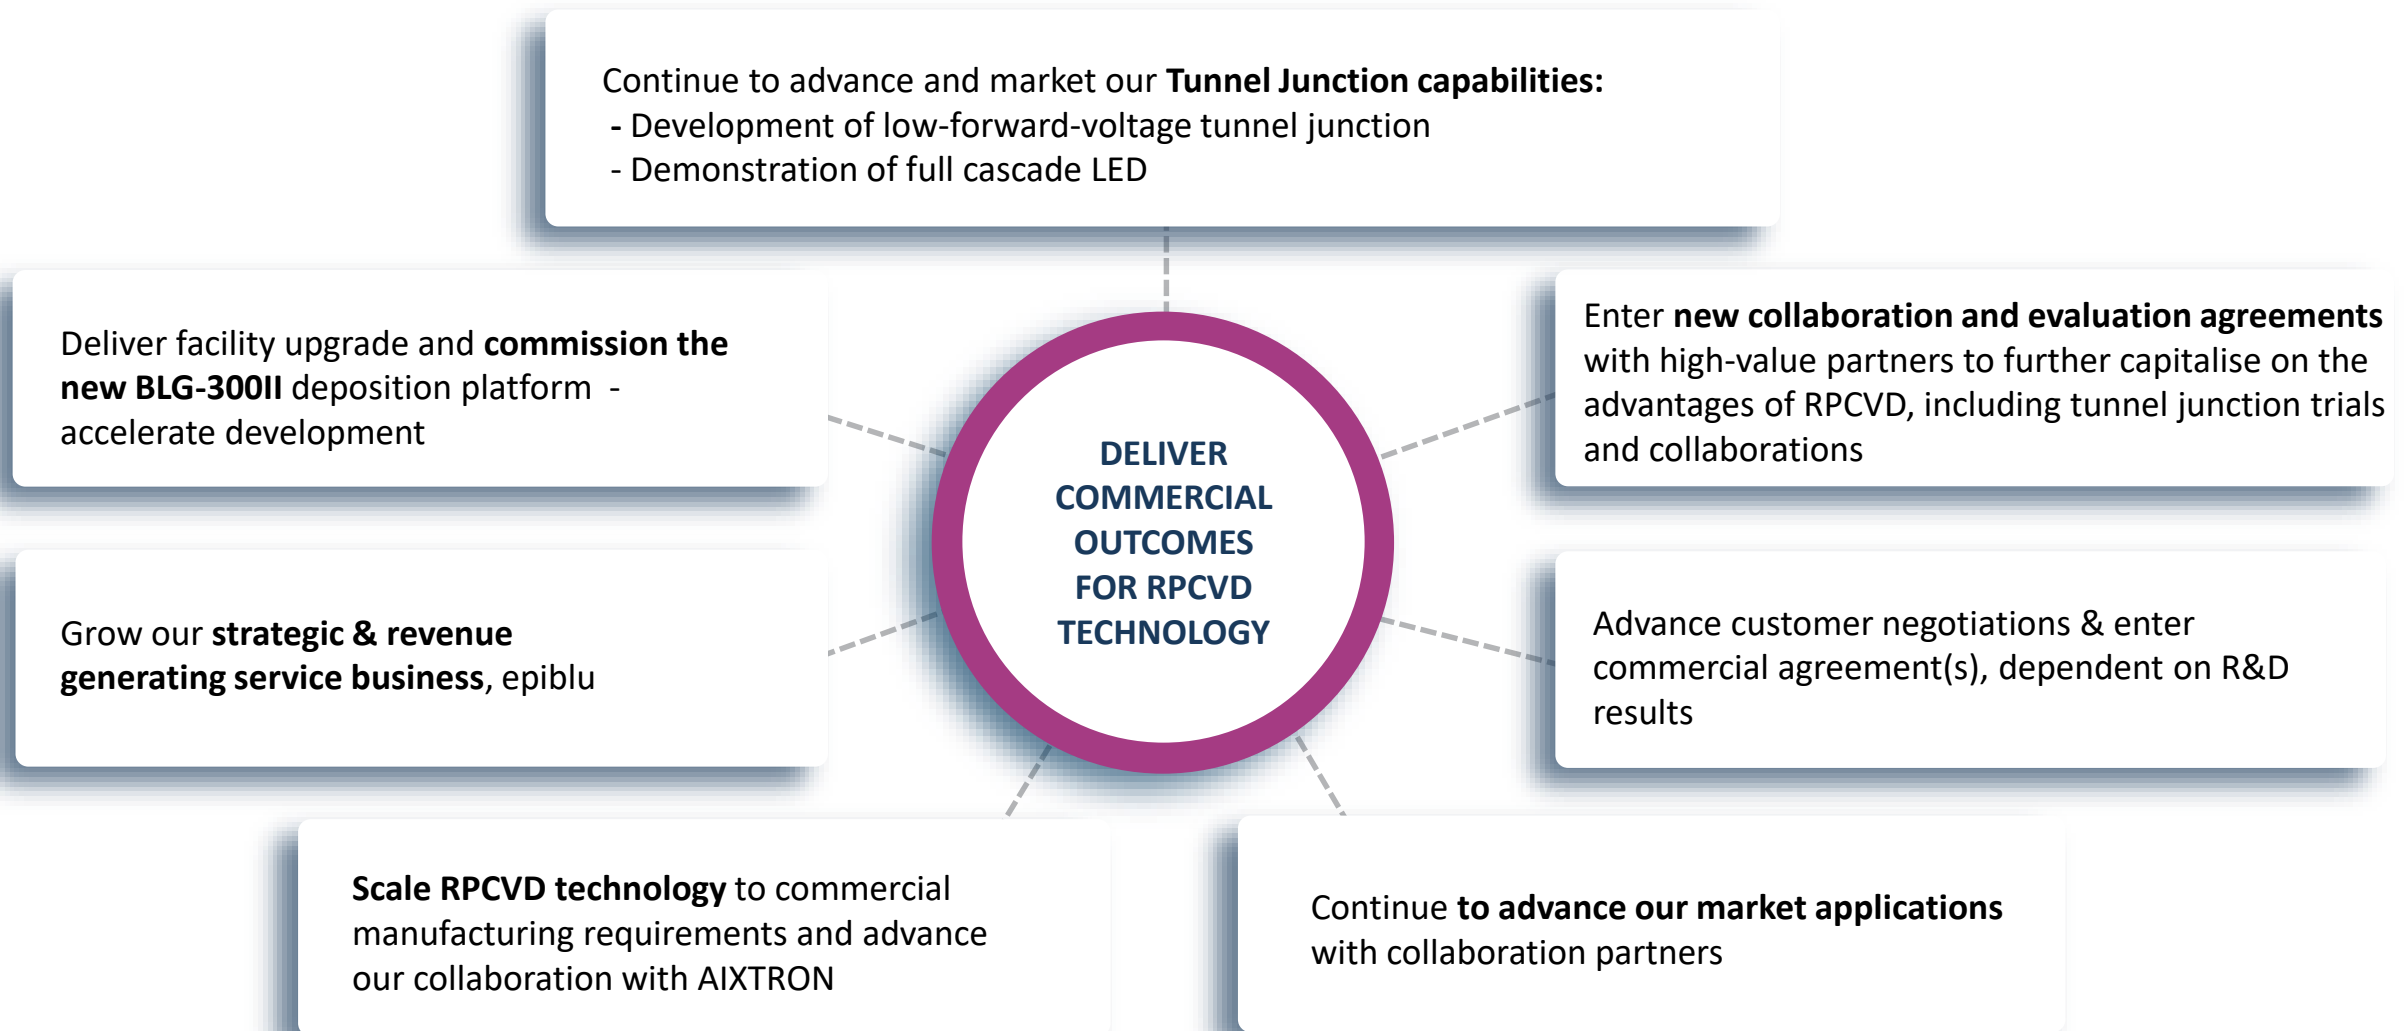 Continue to advance and market our Tunnel Junction capabilities:
- Development of low-forward-voltage tunnel junction
- Demonstration of full cascade LED
Deliver facility upgrade and commission the
new BLG-300II deposition platform -
accelerate development
Enter new collaboration and evaluation agreements
with high-value partners to further capitalise on the
advantages of RPCVD, including tunnel junction trials
and collaborations
DELIVER
COMMERCIAL
OUTCOMES
FOR RPCVD
TECHNOLOGY
Grow our strategic & revenue
generating service business, epiblu
Advance customer negotiations & enter
commercial agreement(s), dependent on R&D
results
Scale RPCVD technology to commercial
manufacturing requirements and advance
our collaboration with AIXTRON
Continue to advance our market applications
with collaboration partners